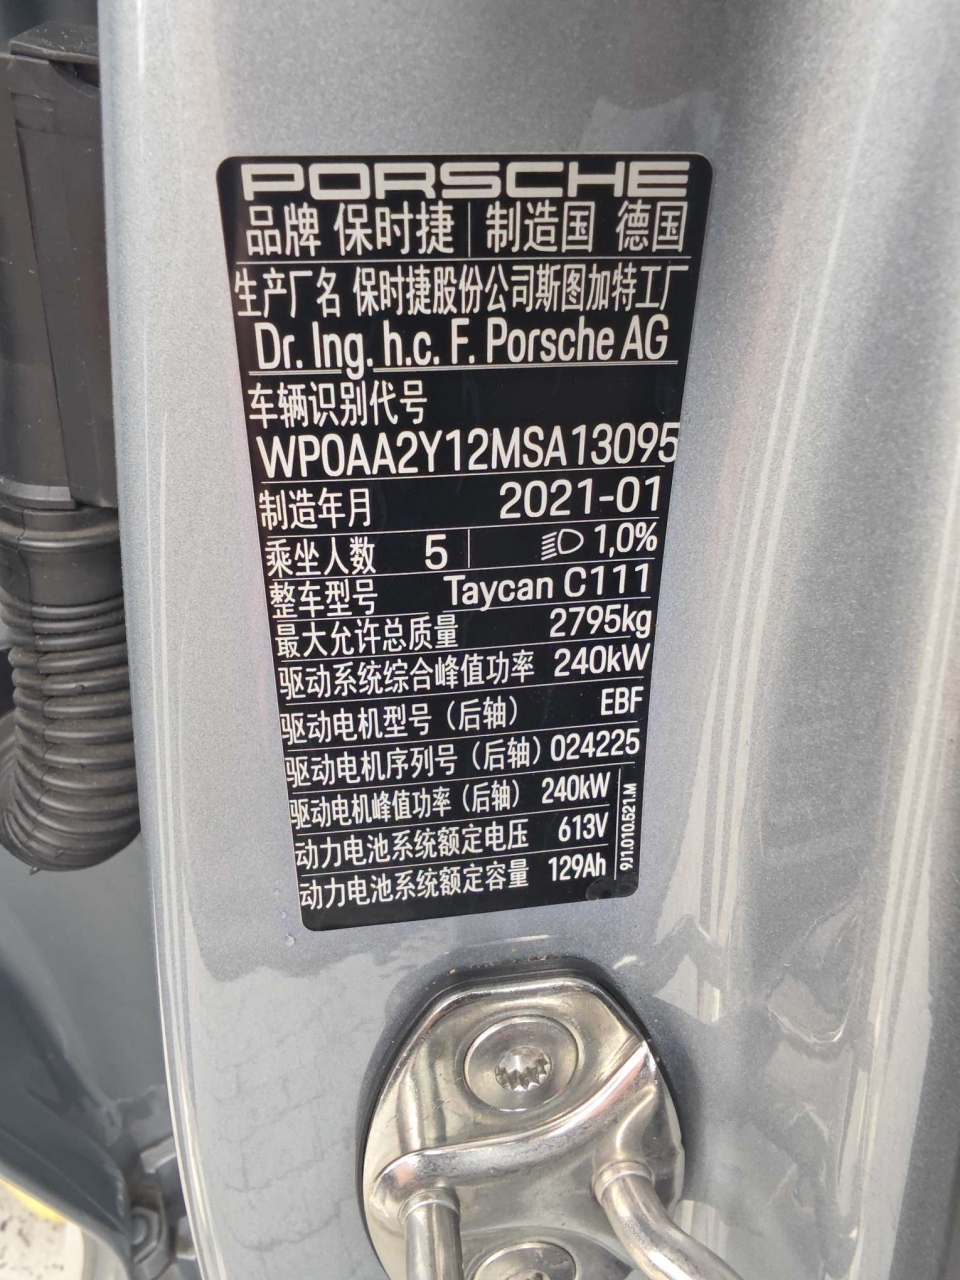 PORSCHE
品牌 保时捷 制造国 德国
生产厂名 保时捷股份公司斯图加特工厂
Dr. Ing. h.c. F. Porsche AG
车辆识别代号
WP0AA2Y12MSA13095
制造年月 2021-01
乘坐人数 5 1,0%
整车型号 Taycan C111
最大允许总质量 2795kg
驱动系统综合峰值功率 240kW
驱动电机型号（后轴） EBF
驱动电机序列号（后轴） 024225
驱动电机峰值功率（后轴） 240kW
动力电池系统额定电压 613V
动力电池系统额定容量 129Ah
9J1.010.521.M